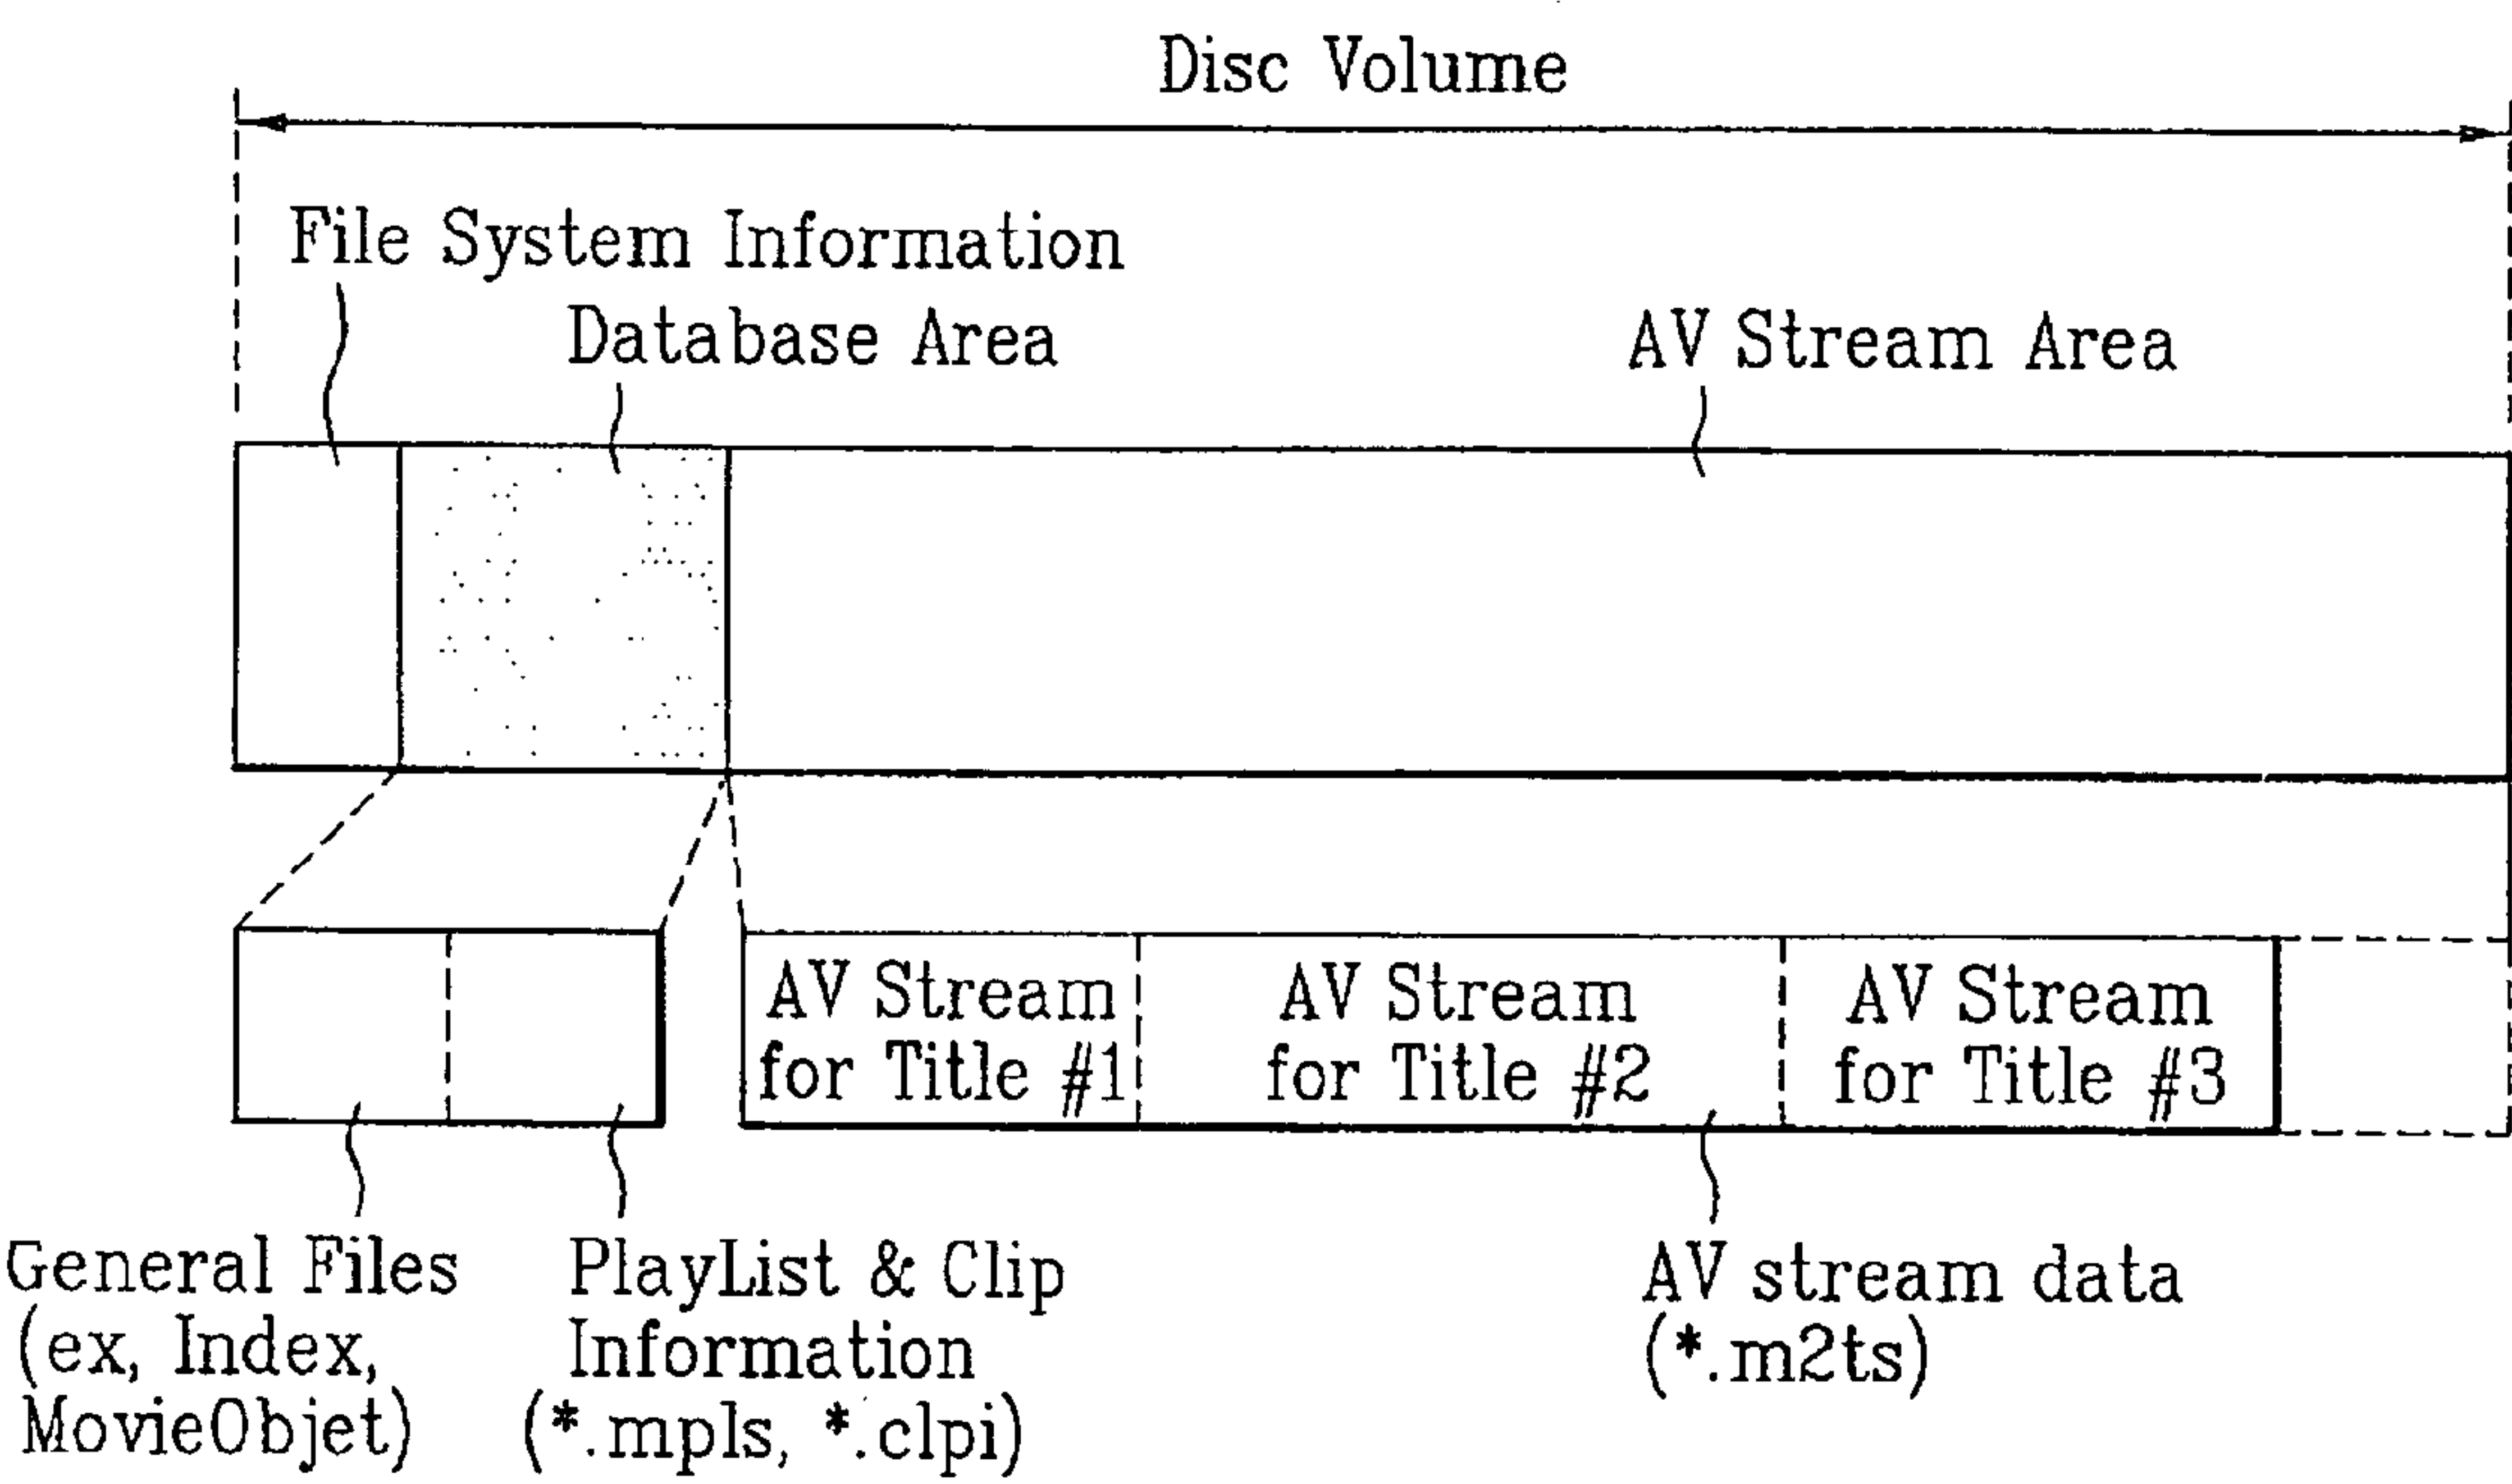 Disc Volume
File System Information
Database Area
AV Stream Area
AV Stream
for Title #1
AV Stream
for Title #2
AV Stream
for Title #3
General Files
(ex, Index,
MovieObjet)
PlayList & Clip
Information
(*.mpls, *.clpi)
AV stream data
(*.m2ts)